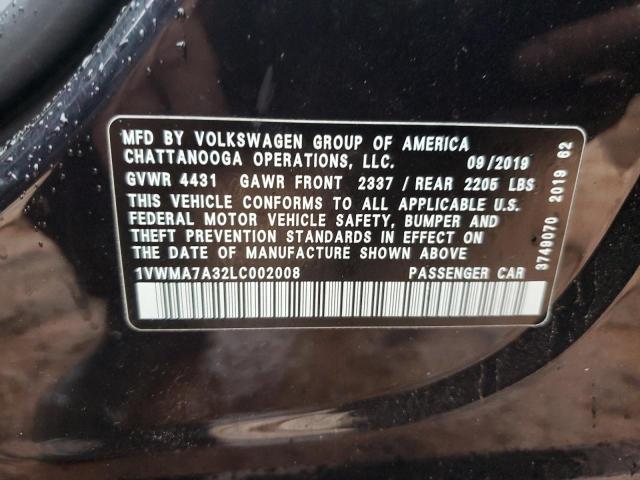 MFD BY VOLKSWAGEN GROUP OF AMERICA
CHATTANOOGA OPERATIONS, LLC. 09/2019
GVWR 4431 GAWR FRONT 2337 / REAR 2205 LBS
THIS VEHICLE CONFORMS TO ALL APPLICABLE U.S.
FEDERAL MOTOR VEHICLE SAFETY, BUMPER AND
THEFT PREVENTION STANDARDS IN EFFECT ON
THE DATE OF MANUFACTURE SHOWN ABOVE
1VWMA7A32LC002008 PASSENGER CAR
3749070 2019 62